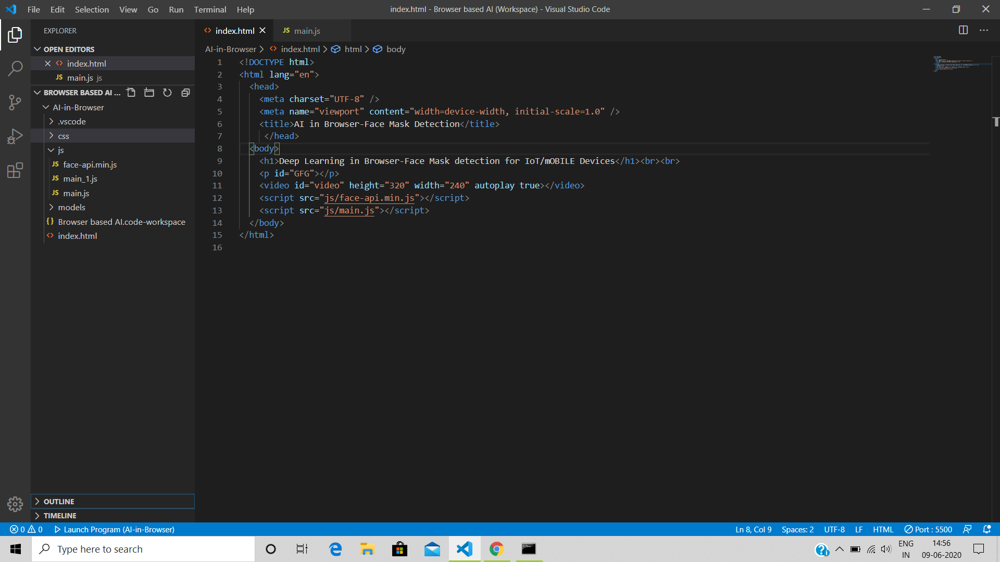 File Edit Selection View Go Run Terminal Help
index.html - Browser based AI (Workspace) - Visual Studio Code
EXPLORER
OPEN EDITORS
index.html
main.js js
BROWSER BASED AI ...
AI-in-Browser
.vscode
css
js
JS face-api.min.js
JS main_1.js
JS main.js
models
{} Browser based AI.code-workspace
<> index.html
OUTLINE
TIMELINE
<> index.html
JS main.js
AI-in-Browser > <> index.html > html > body
1 <!DOCTYPE html>
2 <html lang="en">
3 <head>
4 <meta charset="UTF-8" />
5 <meta name="viewport" content="width=device-width, initial-scale=1.0" />
6 <title>AI in Browser-Face Mask Detection</title>
7 </head>
8 <body>
9 <h1>Deep Learning in Browser-Face Mask detection for IoT/mOBILE Devices</h1><br><br>
10 <p id="GFG"></p>
11 <video id="video" height="320" width="240" autoplay true></video>
12 <script src="js/face-api.min.js"></script>
13 <script src="js/main.js"></script>
14 </body>
15 </html>
16
0 0 Launch Program (AI-in-Browser)
Ln 8, Col 9 Spaces: 2 UTF-8 LF HTML Port : 5500
Type here to search
ENG
IN
14:56
09-06-2020